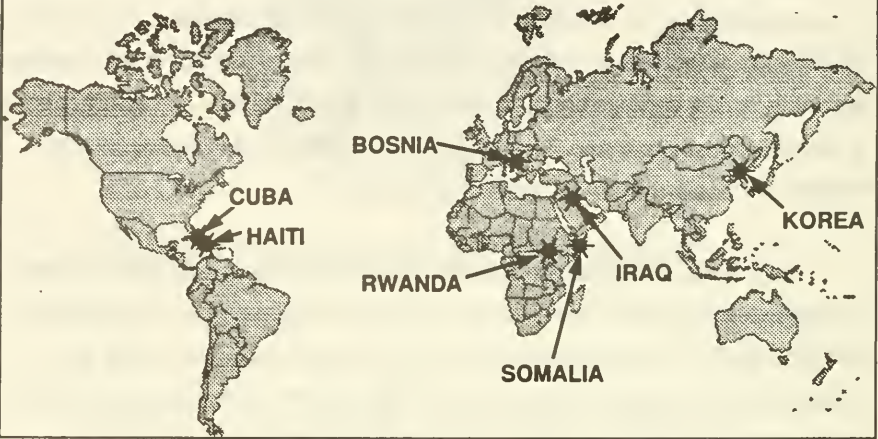 BOSNIA
CUBA
KOREA
HAITI
IRAQ
RWANDA
SOMALIA